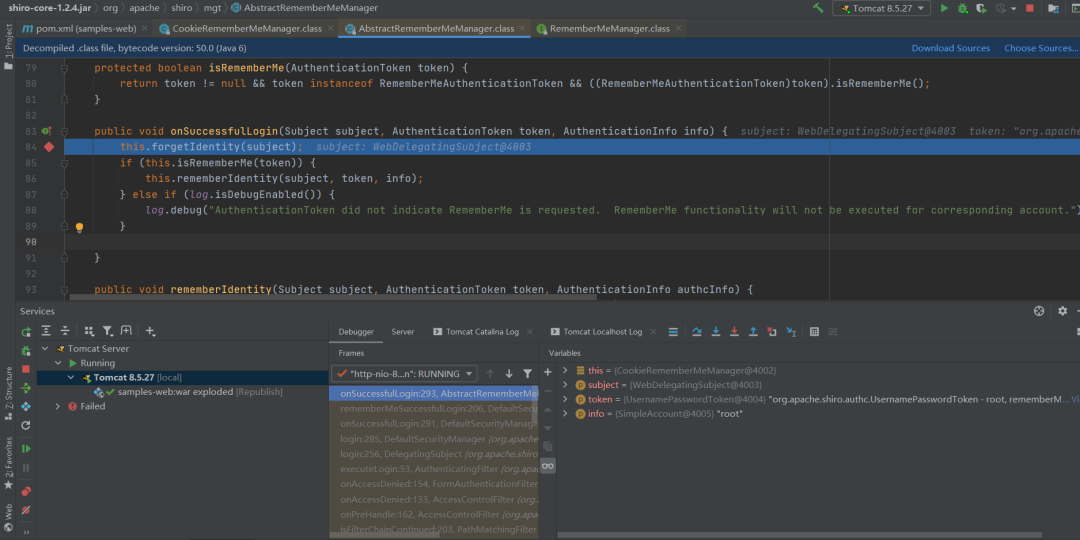 shiro-core-1.2.4.jar › org › apache › shiro › mgt › AbstractRememberMeManager
Tomcat 8.5.27
pom.xml (samples-web)
CookieRememberMeManager.class
AbstractRememberMeManager.class
RememberMeManager.class
Decompiled .class file, bytecode version: 50.0 (Java 6)
Download Sources
Choose Sources...
1: Project
79 protected boolean isRememberMe(AuthenticationToken token) {
80 return token != null && token instanceof RememberMeAuthenticationToken && ((RememberMeAuthenticationToken)token).isRememberMe();
81 }
82
83 public void onSuccessfulLogin(Subject subject, AuthenticationToken token, AuthenticationInfo info) { subject: WebDelegatingSubject@4003 token: "org.apache
84 this.forgetIdentity(subject); subject: WebDelegatingSubject@4003
85 if (this.isRememberMe(token)) {
86 this.rememberIdentity(subject, token, info);
87 } else if (log.isDebugEnabled()) {
88 log.debug("AuthenticationToken did not indicate RememberMe is requested. RememberMe functionality will not be executed for corresponding account.")
89 }
90
91 }
92
93 public void rememberIdentity(Subject subject, AuthenticationToken token, AuthenticationInfo authcInfo) {
Services
Debugger
Server
Tomcat Catalina Log
Tomcat Localhost Log
Tomcat Server
Running
Tomcat 8.5.27 [local]
samples-web:war exploded [Republish]
Failed
Frames
"http-nio-8...n": RUNNING
onSuccessfulLogin:293, AbstractRememberMe
rememberMeSuccessfulLogin:206, DefaultSecu
onSuccessfulLogin:291, DefaultSecurityManager
login:285, DefaultSecurityManager (org.apache
login:256, DelegatingSubject (org.apache.shiro
executeLogin:53, AuthenticatingFilter (org.apa
onAccessDenied:154, FormAuthenticationFilter
onAccessDenied:133, AccessControlFilter (org.
onPreHandle:162, AccessControlFilter (org.apa
isFilterChainContinued:203, PathMatchingFilter
Variables
this = {CookieRememberMeManager@4002}
subject = {WebDelegatingSubject@4003}
token = {UsernamePasswordToken@4004} "org.apache.shiro.authc.UsernamePasswordToken - root, rememberM... Vi
info = {SimpleAccount@4005} "root"
Z: Structure
2: Favorites
Web